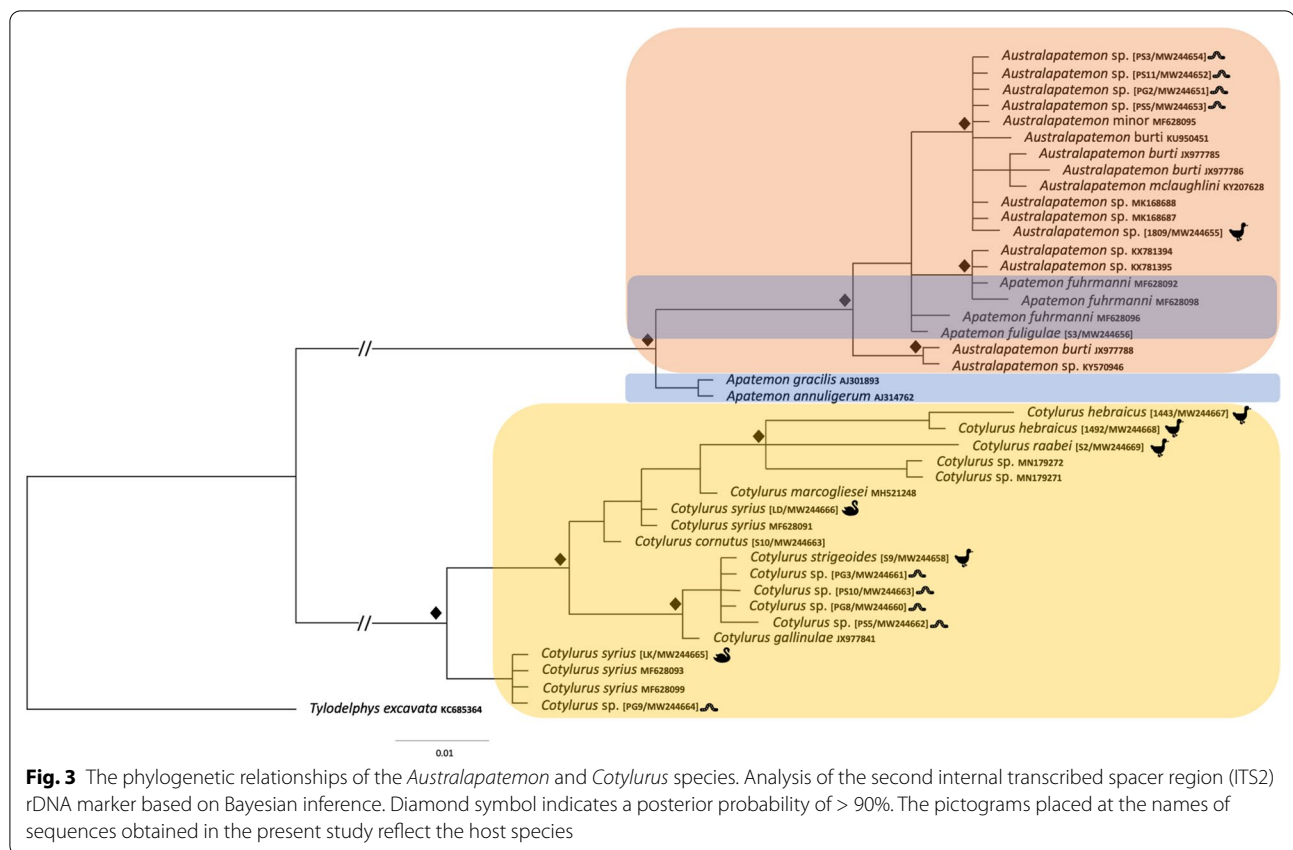 Australapatemon sp. [PS3/MW244654]
Australapatemon sp. [PS11/MW244652]
Australapatemon sp. [PG2/MW244651]
Australapatemon sp. [PS5/MW244653]
Australapatemon minor MF628095
Australapatemon burti KU950451
Australapatemon burti JX977785
Australapatemon burti JX977786
Australapatemon mclaughlini KY207628
Australapatemon sp. MK168688
Australapatemon sp. MK168687
Australapatemon sp. [1809/MW244655]
Australapatemon sp. KX781394
Australapatemon sp. KX781395
Apatemon fuhrmanni MF628092
Apatemon fuhrmanni MF628098
Apatemon fuhrmanni MF628096
Apatemon fuligulae [S3/MW244656]
Australapatemon burti JX977788
Australapatemon sp. KY570946
Apatemon gracilis AJ301893
Apatemon annuligerum AJ314762
Cotylurus hebraicus [1443/MW244667]
Cotylurus hebraicus [1492/MW244668]
Cotylurus raabei [S2/MW244669]
Cotylurus sp. MN179272
Cotylurus sp. MN179271
Cotylurus marcogliesei MH521248
Cotylurus syrius [LD/MW244666]
Cotylurus syrius MF628091
Cotylurus cornutus [S10/MW244663]
Cotylurus strigeoides [S9/MW244658]
Cotylurus sp. [PG3/MW244661]
Cotylurus sp. [PS10/MW244663]
Cotylurus sp. [PG8/MW244660]
Cotylurus sp. [PS5/MW244662]
Cotylurus gallinulae JX977841
Cotylurus syrius [LK/MW244665]
Cotylurus syrius MF628093
Cotylurus syrius MF628099
Cotylurus sp. [PG9/MW244664]
Tylodelphys excavata KC685364
0.01
Fig. 3 The phylogenetic relationships of the Australapatemon and Cotylurus species. Analysis of the second internal transcribed spacer region (ITS2)
rDNA marker based on Bayesian inference. Diamond symbol indicates a posterior probability of > 90%. The pictograms placed at the names of
sequences obtained in the present study reflect the host species